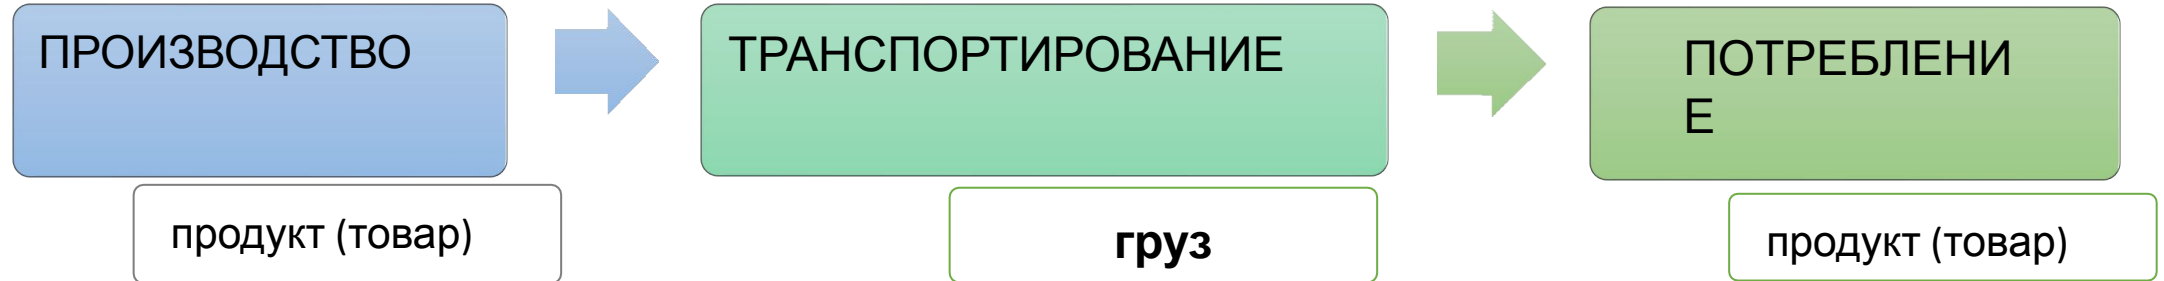 ПРОИЗВОДСТВО
ТРАНСПОРТИРОВАНИЕ
ПОТРЕБЛЕНИ
Е
продукт (товар)
груз
продукт (товар)